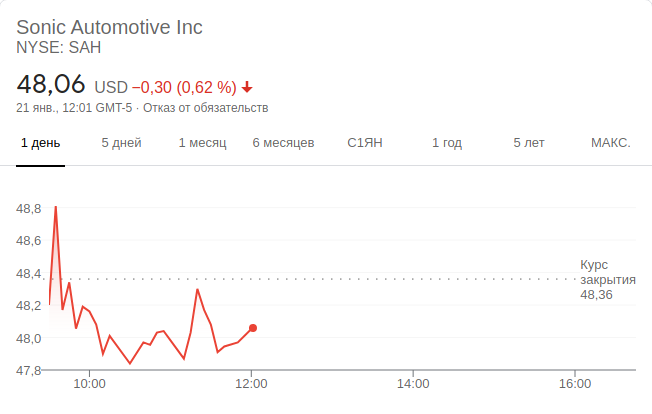 Sonic Automotive Inc
NYSE: SAH
48,06 USD −0,30 (0,62 %)
21 янв., 12:01 GMT-5 · Отказ от обязательств
1 день 5 дней 1 месяц 6 месяцев С1ЯН 1 год 5 лет МАКС.
48,8
48,6
48,4
48,2
48,0
47,8
Курс
закрытия
48,36
10:00 12:00 14:00 16:00